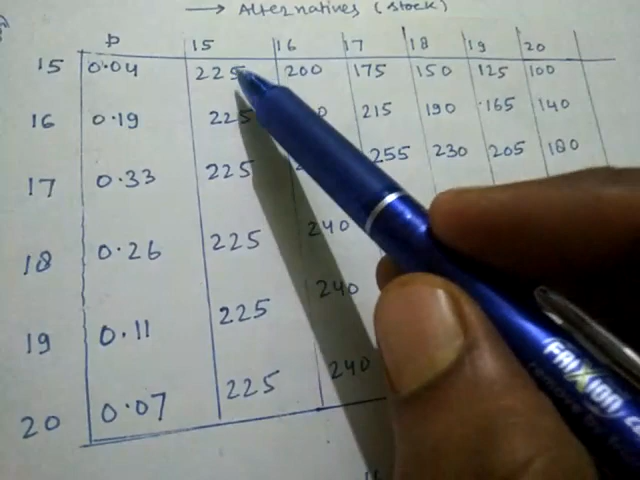 → Alternatives (stock)
P 15 16 17 18 19 20
15 0.04 225 200 175 150 125 100
16 0.19 225 215 190 165 140
17 0.33 225 255 230 205 180
18 0.26 225 240
19 0.11 225 240
20 0.07 225 240
FRIXION